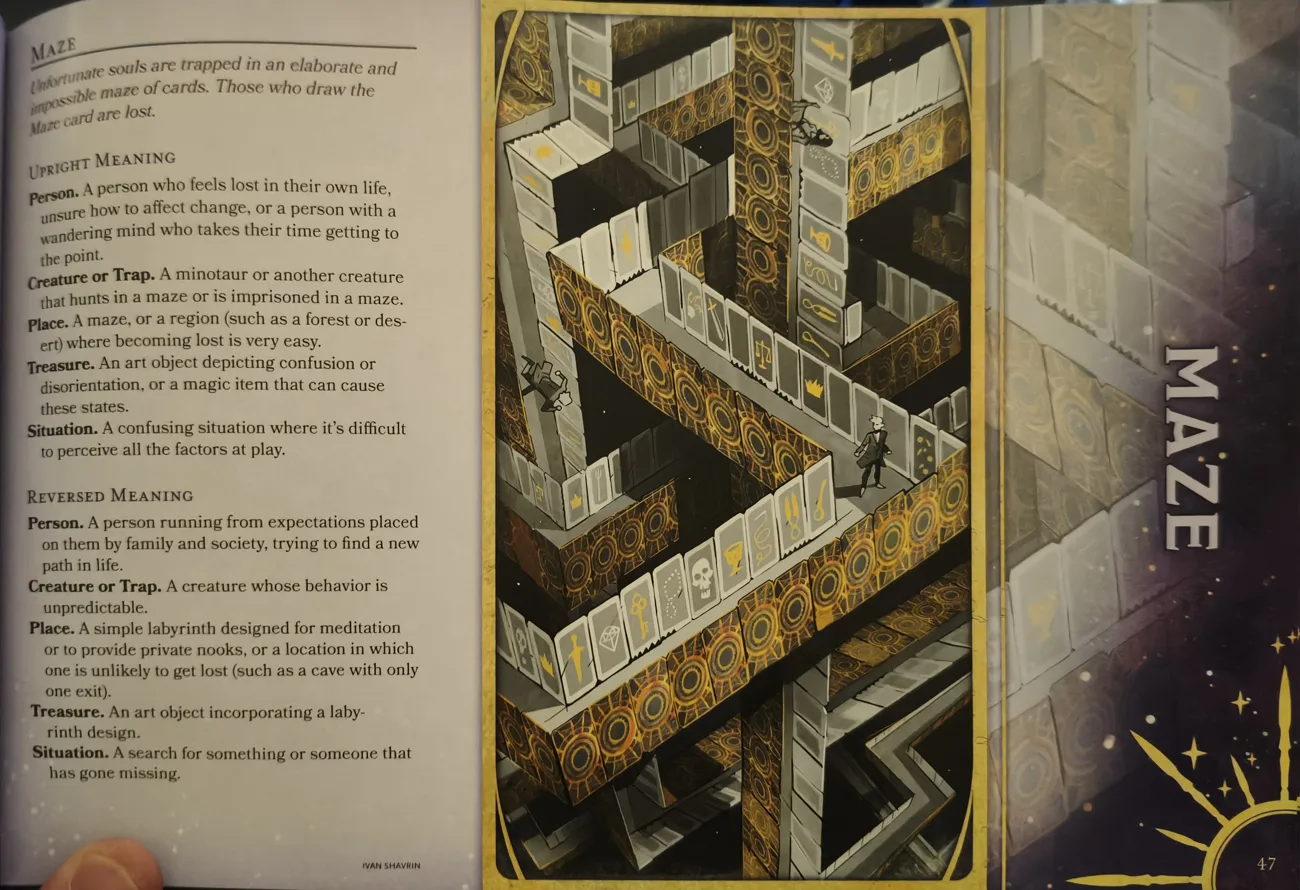 MAZE
Unfortunate souls are trapped in an elaborate and
impossible maze of cards. Those who draw the
Maze card are lost.
UPRIGHT MEANING
Person. A person who feels lost in their own life,
unsure how to affect change, or a person with a
wandering mind who takes their time getting to
the point.
Creature or Trap. A minotaur or another creature
that hunts in a maze or is imprisoned in a maze.
Place. A maze, or a region (such as a forest or des-
ert) where becoming lost is very easy.
Treasure. An art object depicting confusion or
disorientation, or a magic item that can cause
these states.
Situation. A confusing situation where it's difficult
to perceive all the factors at play.
REVERSED MEANING
Person. A person running from expectations placed
on them by family and society, trying to find a new
path in life.
Creature or Trap. A creature whose behavior is
unpredictable.
Place. A simple labyrinth designed for meditation
or to provide private nooks, or a location in which
one is unlikely to get lost (such as a cave with only
one exit).
Treasure. An art object incorporating a laby-
rinth design.
Situation. A search for something or someone that
has gone missing.
IVAN SHAVRIN
MAZE
47